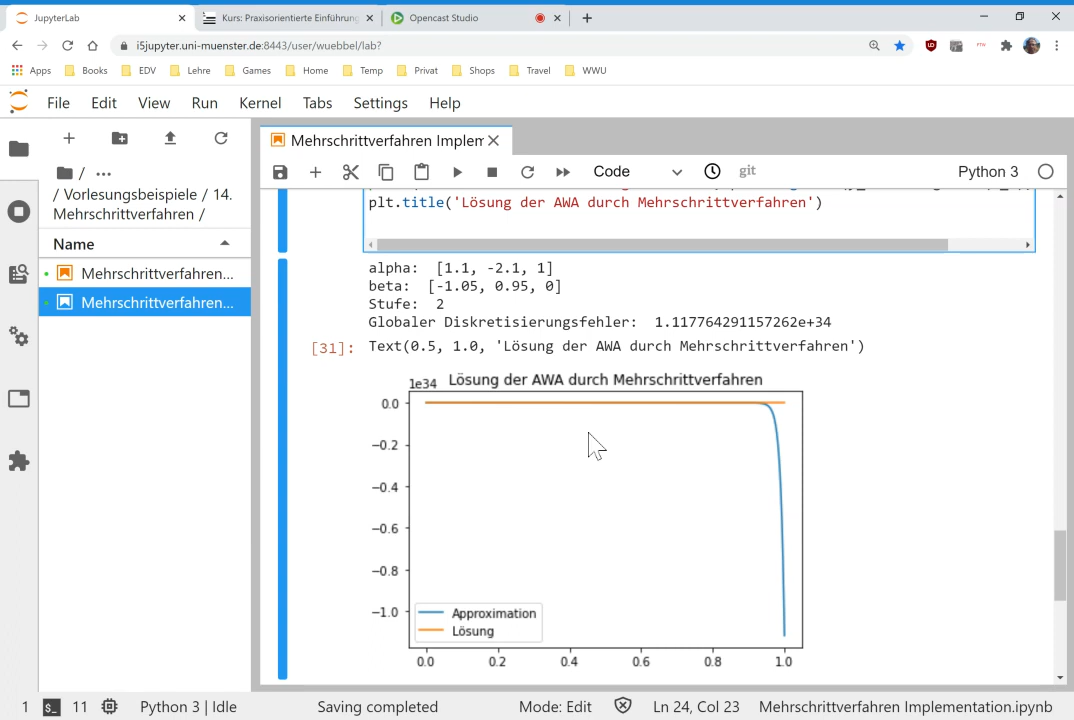 JupyterLab
Kurs: Praxisorientierte Einführung
Opencast Studio
i5jupyter.uni-muenster.de:8443/user/wuebbel/lab?
Apps Books EDV Lehre Games Home Temp Privat Shops Travel WWU
File Edit View Run Kernel Tabs Settings Help
/ ...
/ Vorlesungsbeispiele / 14.
Mehrschrittverfahren /
Name
Mehrschrittverfahren...
Mehrschrittverfahren...
Mehrschrittverfahren Implem
Code
git
Python 3
plt.title('Lösung der AWA durch Mehrschrittverfahren')
alpha: [1.1, -2.1, 1]
beta: [-1.05, 0.95, 0]
Stufe: 2
Globaler Diskretisierungsfehler: 1.117764291157262e+34
[31]: Text(0.5, 1.0, 'Lösung der AWA durch Mehrschrittverfahren')
1e34 Lösung der AWA durch Mehrschrittverfahren
0.0
−0.2
−0.4
−0.6
−0.8
−1.0
Approximation
Lösung
0.0 0.2 0.4 0.6 0.8 1.0
1 $_ 11 Python 3 | Idle Saving completed Mode: Edit Ln 24, Col 23 Mehrschrittverfahren Implementation.ipynb